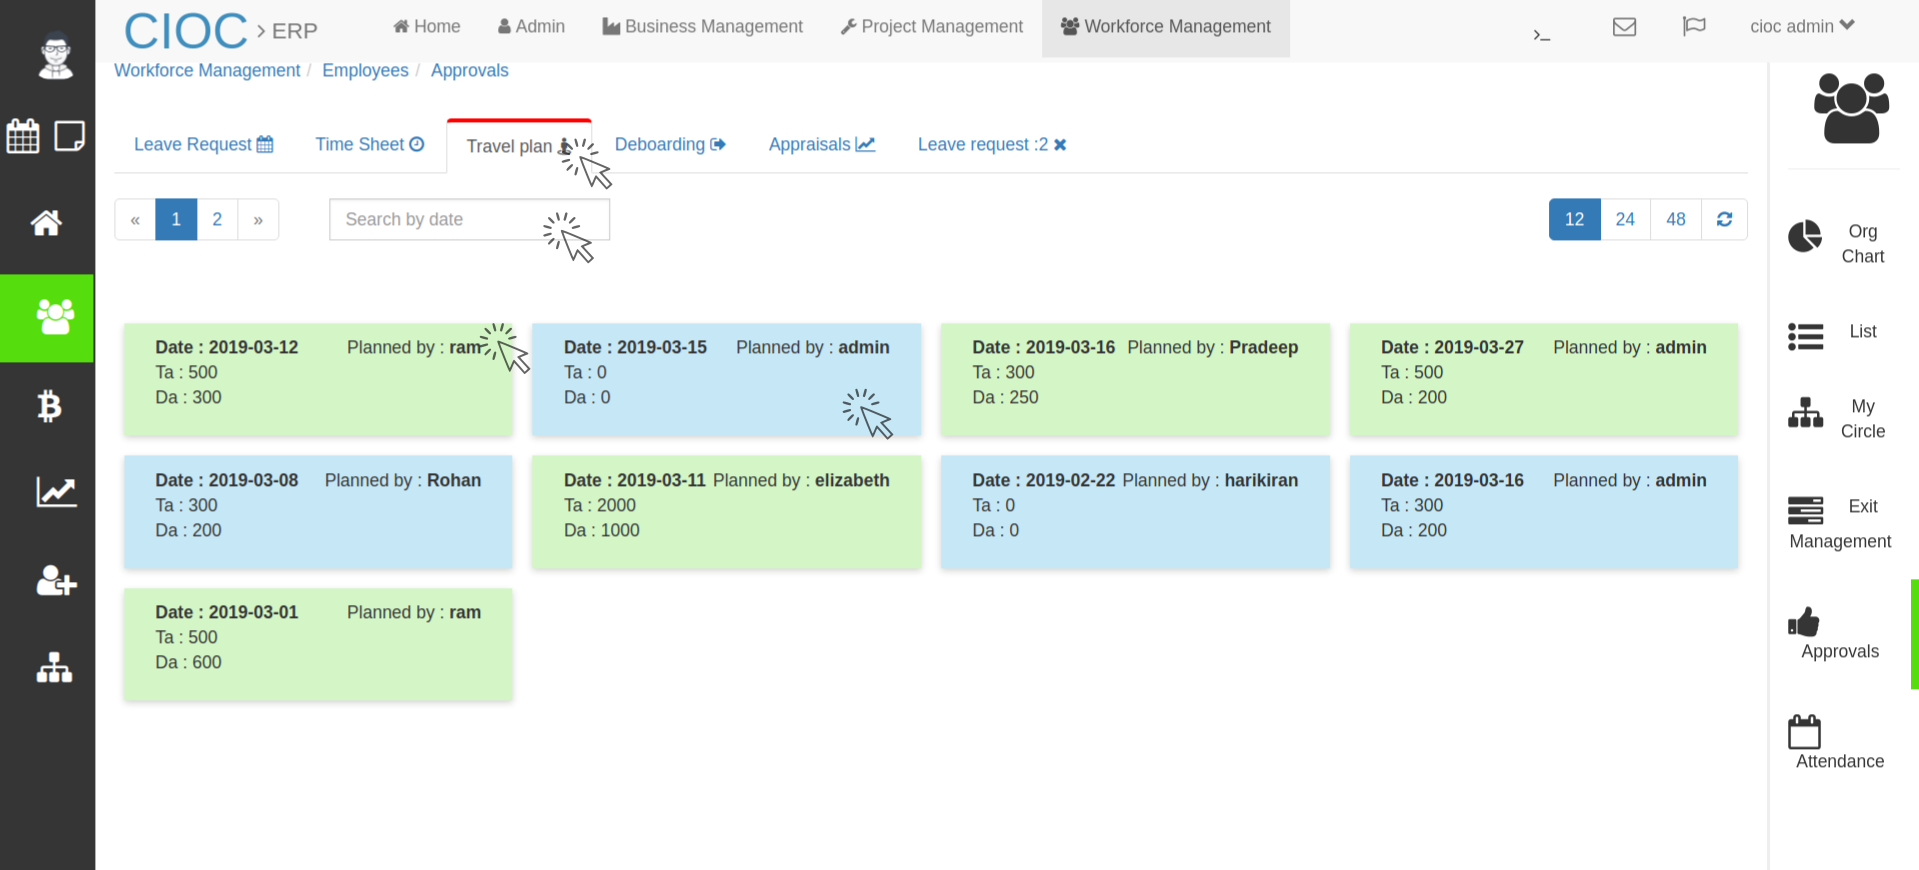 CIOC > ERP
Home
Admin
Business Management
Project Management
Workforce Management
>_
cioc admin
Workforce Management / Employees / Approvals
Leave Request
Time Sheet
Travel plan
Deboarding
Appraisals
Leave request :2
« 1 2 »
Search by date
12 24 48
Date : 2019-03-12 Planned by : ram
Ta : 500
Da : 300
Date : 2019-03-15 Planned by : admin
Ta : 0
Da : 0
Date : 2019-03-16 Planned by : Pradeep
Ta : 300
Da : 250
Date : 2019-03-27 Planned by : admin
Ta : 500
Da : 200
Date : 2019-03-08 Planned by : Rohan
Ta : 300
Da : 200
Date : 2019-03-11 Planned by : elizabeth
Ta : 2000
Da : 1000
Date : 2019-02-22 Planned by : harikiran
Ta : 0
Da : 0
Date : 2019-03-16 Planned by : admin
Ta : 300
Da : 200
Date : 2019-03-01 Planned by : ram
Ta : 500
Da : 600
Org
Chart
List
My
Circle
Exit
Management
Approvals
Attendance